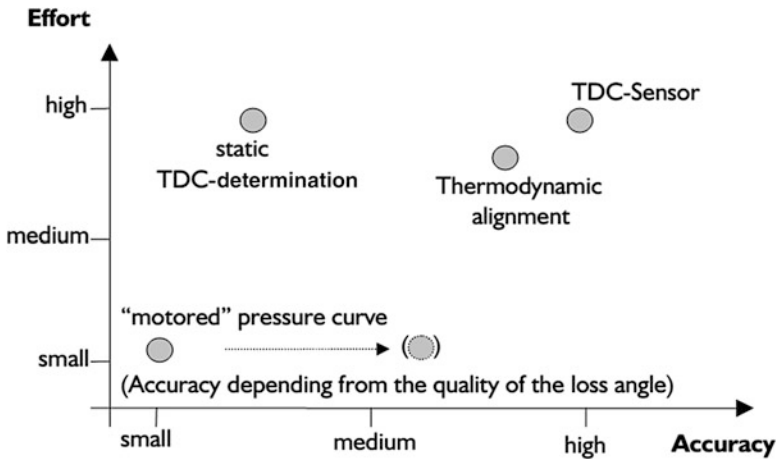 Effort
high
TDC-Sensor
static
TDC-determination
Thermodynamic
alignment
medium
“motored” pressure curve
( )
small
(Accuracy depending from the quality of the loss angle)
small
medium
high
Accuracy